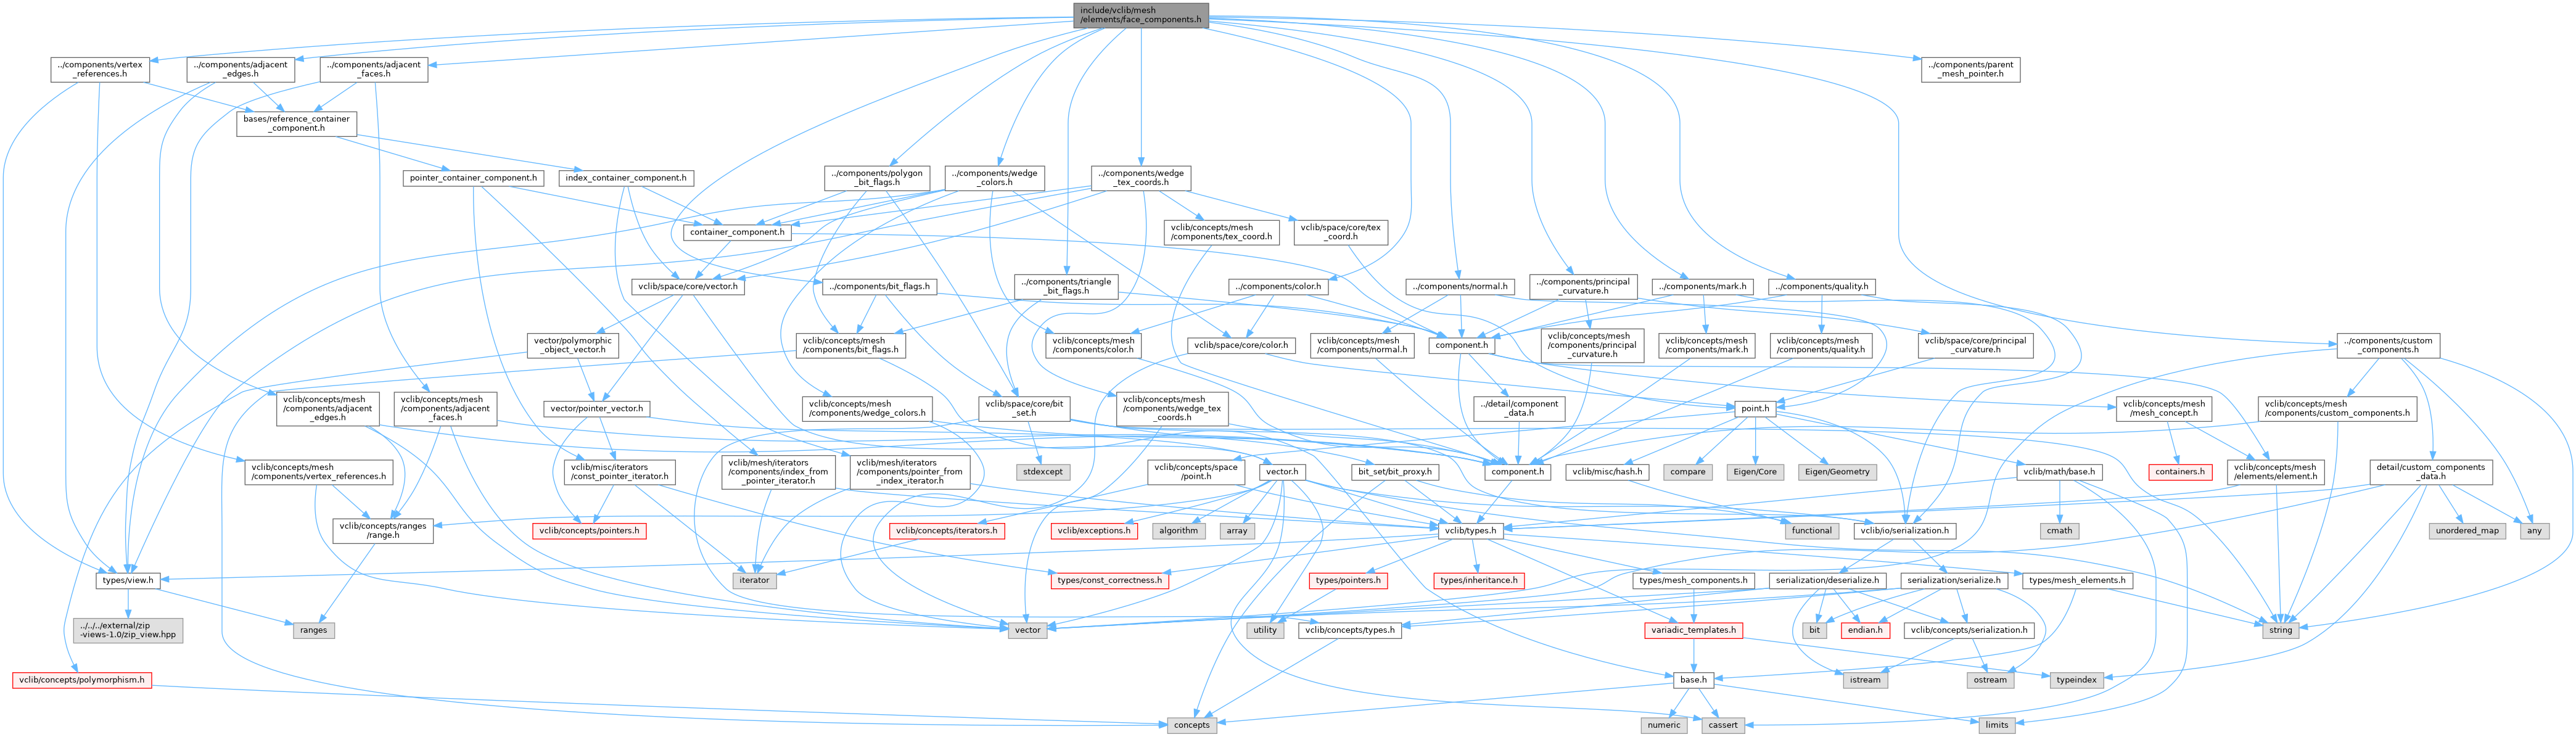 include/vclib/mesh
/elements/face_components.h
../components/vertex
_references.h
../components/adjacent
_edges.h
../components/adjacent
_faces.h
../components/parent
_mesh_pointer.h
bases/reference_container
_component.h
pointer_container_component.h
index_container_component.h
../components/polygon
_bit_flags.h
../components/wedge
_colors.h
../components/wedge
_tex_coords.h
container_component.h
vclib/concepts/mesh
/components/tex_coord.h
vclib/space/core/tex
_coord.h
vclib/space/core/vector.h
../components/bit_flags.h
../components/triangle
_bit_flags.h
../components/color.h
../components/normal.h
../components/principal
_curvature.h
../components/mark.h
../components/quality.h
vector/polymorphic
_object_vector.h
vclib/concepts/mesh
/components/bit_flags.h
vclib/concepts/mesh
/components/color.h
vclib/space/core/color.h
vclib/concepts/mesh
/components/normal.h
component.h
vclib/concepts/mesh
/components/principal
_curvature.h
vclib/concepts/mesh
/components/mark.h
vclib/concepts/mesh
/components/quality.h
vclib/space/core/principal
_curvature.h
../components/custom
_components.h
vclib/concepts/mesh
/components/adjacent
_edges.h
vclib/concepts/mesh
/components/adjacent
_faces.h
vector/pointer_vector.h
vclib/concepts/mesh
/components/wedge_colors.h
vclib/space/core/bit
_set.h
vclib/concepts/mesh
/components/wedge_tex
_coords.h
../detail/component
_data.h
point.h
vclib/concepts/mesh
/mesh_concept.h
vclib/concepts/mesh
/components/custom_components.h
vclib/concepts/mesh
/components/vertex_references.h
vclib/misc/iterators
/const_pointer_iterator.h
vclib/mesh/iterators
/components/index_from
_pointer_iterator.h
vclib/mesh/iterators
/components/pointer_from
_index_iterator.h
stdexcept
vclib/concepts/space
/point.h
vector.h
bit_set/bit_proxy.h
component.h
vclib/misc/hash.h
compare
Eigen/Core
Eigen/Geometry
vclib/math/base.h
containers.h
vclib/concepts/mesh
/elements/element.h
detail/custom_components
_data.h
vclib/concepts/ranges
/range.h
vclib/concepts/pointers.h
vclib/concepts/iterators.h
vclib/exceptions.h
algorithm
array
vclib/types.h
functional
vclib/io/serialization.h
cmath
unordered_map
any
types/view.h
iterator
types/const_correctness.h
types/pointers.h
types/inheritance.h
types/mesh_components.h
serialization/deserialize.h
serialization/serialize.h
types/mesh_elements.h
../../../external/zip
-views-1.0/zip_view.hpp
ranges
vector
utility
vclib/concepts/types.h
variadic_templates.h
bit
endian.h
vclib/concepts/serialization.h
string
vclib/concepts/polymorphism.h
base.h
istream
ostream
typeindex
concepts
numeric
cassert
limits